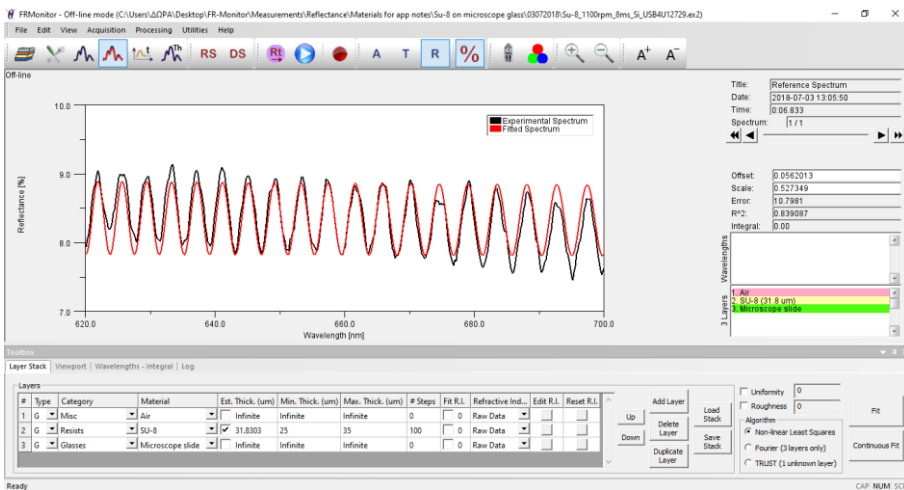 FRMonitor - Off-line mode (C:\Users\ΔΩΡΑ\Desktop\FR-Monitor\Measurements\Reflectance\Materials for app notes\Su-8 on microscope glass\03072018\Su-8_1100rpm_8ms_Si_USB4U12729.ex2)
File Edit View Acquisition Processing Utilities Help
Th RS DS Rt A T R % A+ A-
Off-line
10.0
9.0
8.0
7.0
Reflectance [%]
Experimental Spectrum
Fitted Spectrum
620.0 640.0 660.0 680.0 700.0
Wavelength [nm]
Title: Reference Spectrum
Date: 2018-07-03 13:05:50
Time: 0:06.833
Spectrum: 1 / 1
Offset: 0.0562013
Scale: 0.527349
Error: 10.7981
R^2: 0.839087
Integral: 0.00
Wavelengths
3 Layers
1. Air
2. SU-8 (31.8 um)
3. Microscope slide
Toolbox
Layer Stack Viewport Wavelengths - Integral Log
Layers
# Type Category Material Est. Thick. (um) Min. Thick. (um) Max. Thick. (um) # Steps Fit R.I. Refractive Ind... Edit R.I. Reset R.I.
1 G Misc Air Infinite Infinite Infinite 0 0 Raw Data
2 G Resists SU-8 31.8303 25 35 100 0 Raw Data
3 G Glasses Microscope slide Infinite Infinite Infinite 0 0 Raw Data
Up
Down
Add Layer
Delete Layer
Duplicate Layer
Load Stack
Save Stack
Uniformity 0
Roughness 0
Algorithm
Non-linear Least Squares
Fourier (3 layers only)
TRUST (1 unknown layer)
Fit
Continuous Fit
Ready
CAP NUM SC